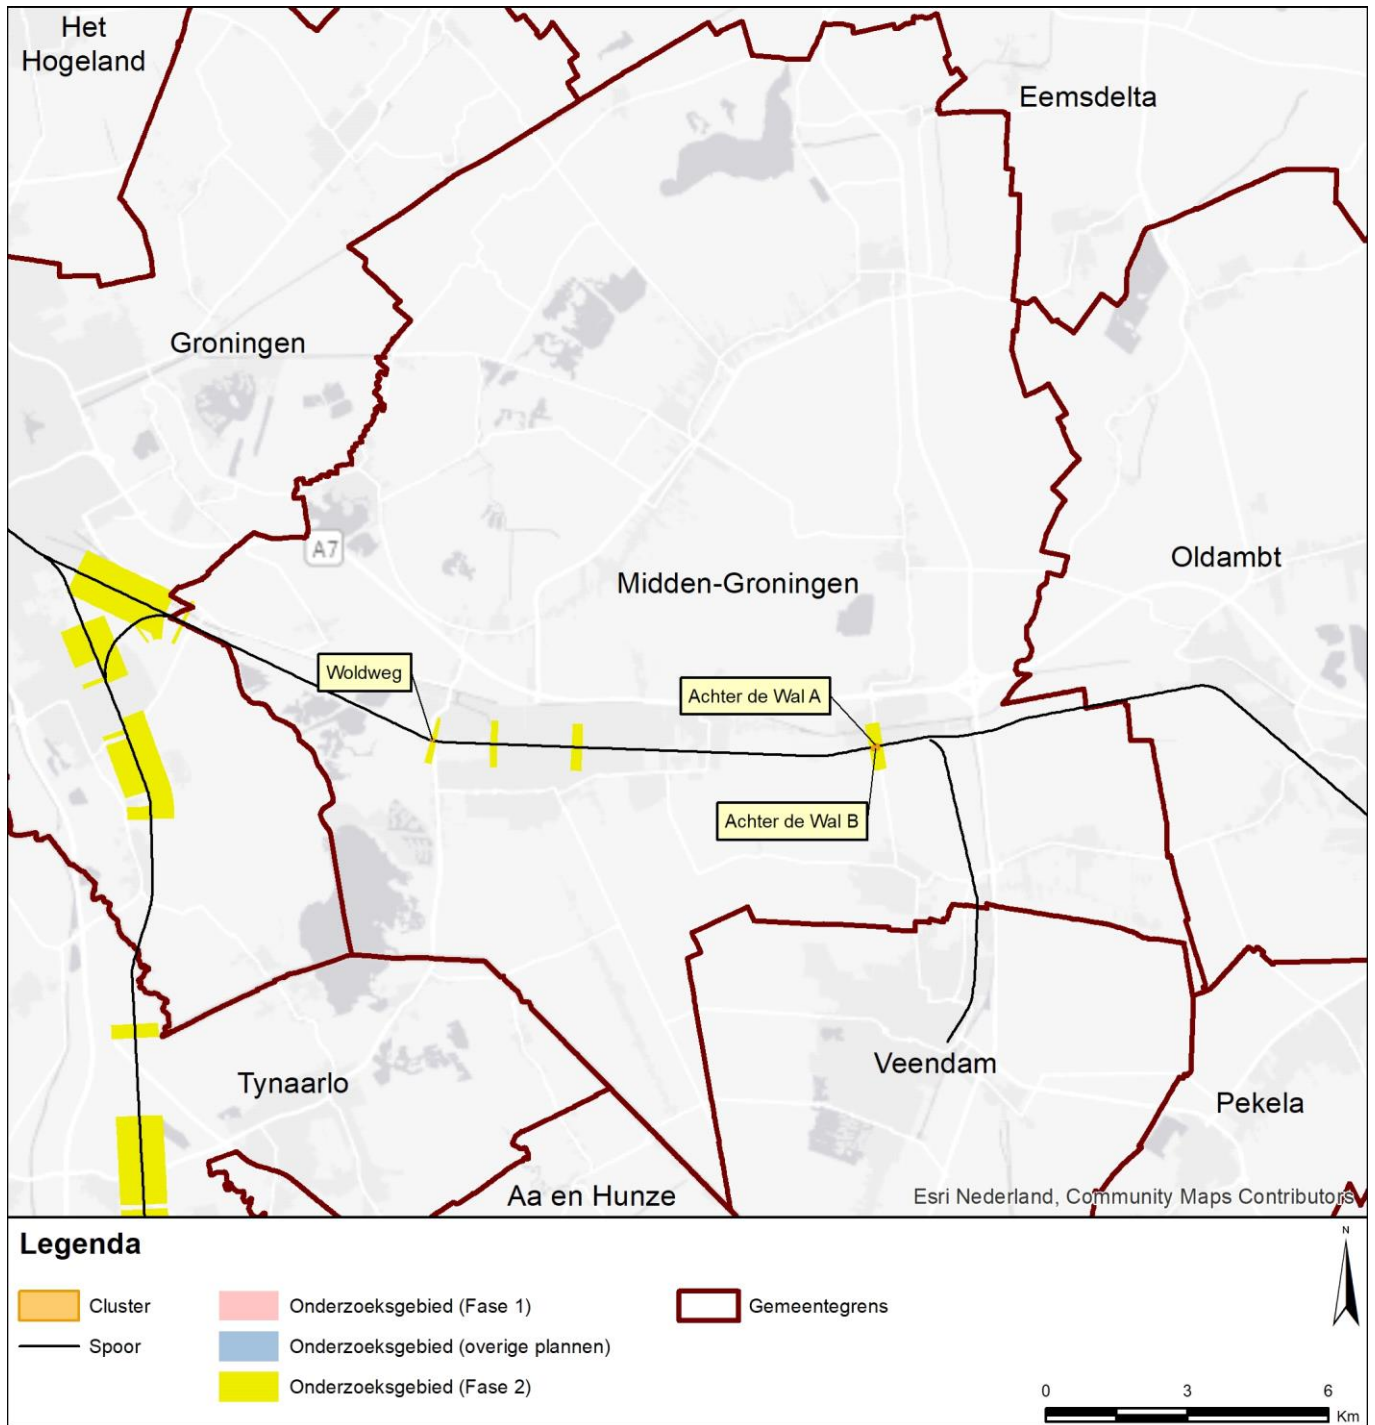 Het
Hogeland
Eemsdelta
Groningen
A7
Oldambt
Midden-Groningen
Woldweg
Achter de Wal A
Achter de Wal B
Veendam
Tynaarlo
Pekela
Aa en Hunze
Esri Nederland, Community Maps Contributors
Legenda
N
Cluster
Onderzoeksgebied (Fase 1)
Gemeentegrens
Spoor
Onderzoeksgebied (overige plannen)
Onderzoeksgebied (Fase 2)
0 3 6
Km